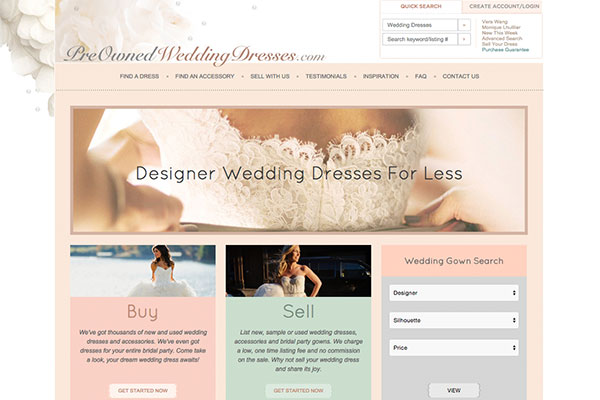 QUICK SEARCH
CREATE ACCOUNT/LOGIN
Wedding Dresses
Search keyword/listing #
Vera Wang
Monique Lhuillier
New This Week
Advanced Search
Sell Your Dress
Purchase Guarantee
PreOwnedWeddingDresses.com
FIND A DRESS
FIND AN ACCESSORY
SELL WITH US
TESTIMONIALS
INSPIRATION
FAQ
CONTACT US
Designer Wedding Dresses For Less
Buy
We've got thousands of new and used wedding
dresses and accessories. We've even got
dresses for your entire bridal party. Come take
a look, your dream wedding dress awaits!
GET STARTED NOW
Sell
List new, sample or used wedding dresses,
accessories and bridal party gowns. We charge
a low, one time listing fee and no commission
on the sale. Why not sell your wedding dress
and share its joy.
GET STARTED NOW
Wedding Gown Search
Designer
Silhouette
Price
VIEW